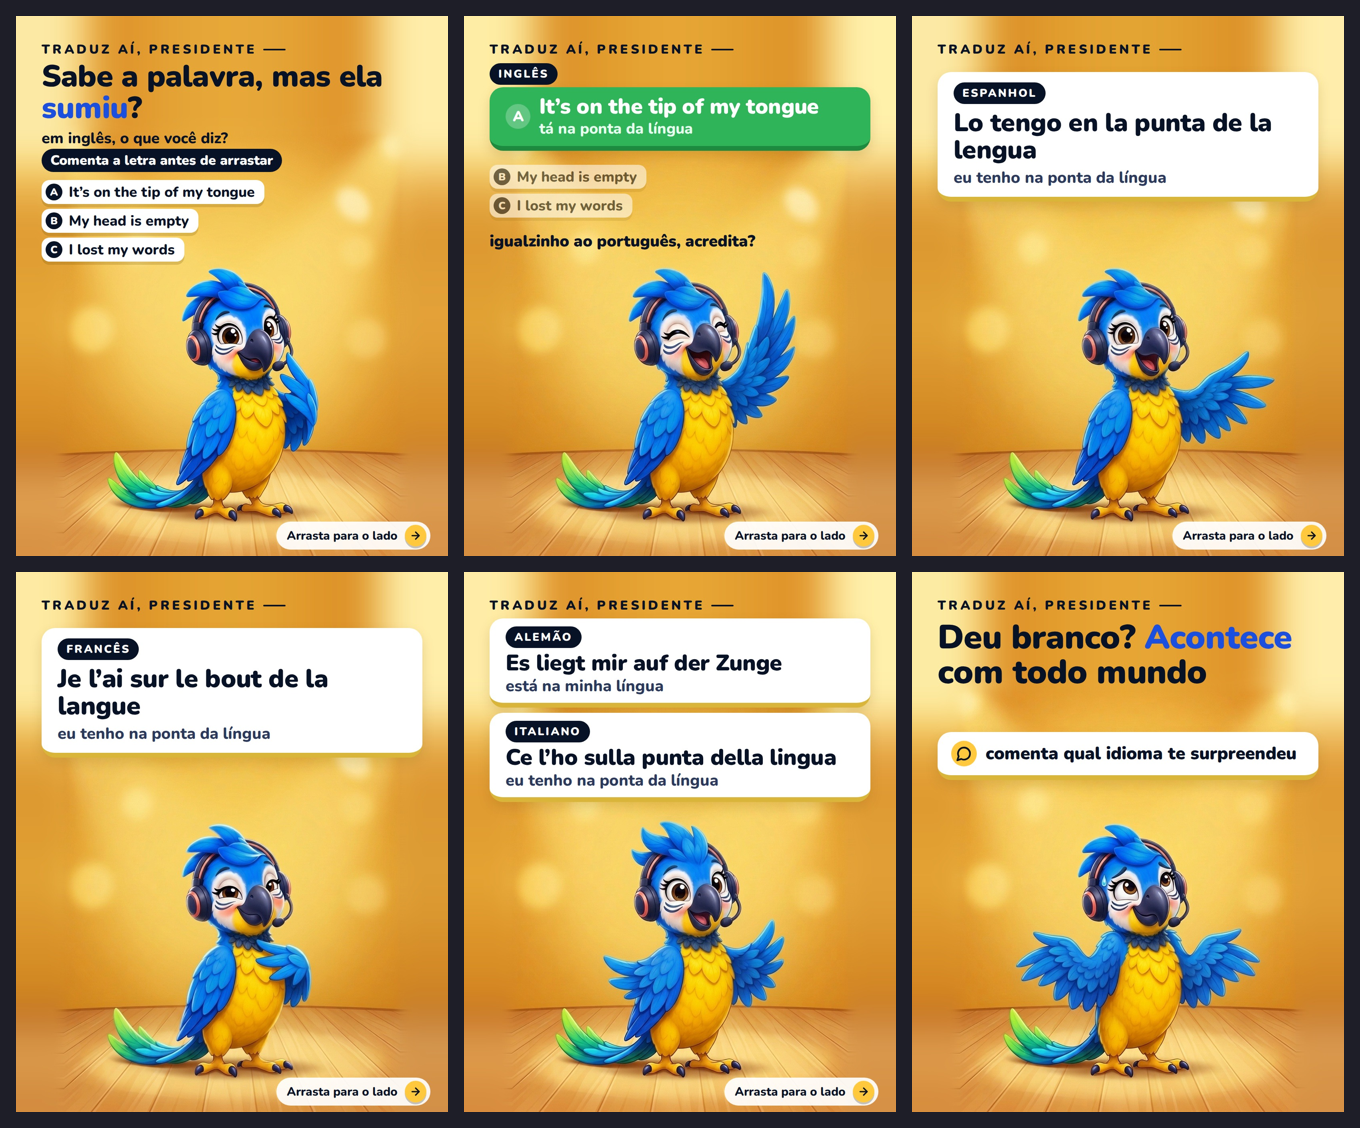 TRADUZ AÍ, PRESIDENTE —
Sabe a palavra, mas ela
sumiu?
em inglês, o que você diz?
Comenta a letra antes de arrastar
A It’s on the tip of my tongue
B My head is empty
C I lost my words
Arrasta para o lado →
TRADUZ AÍ, PRESIDENTE —
INGLÊS
A It’s on the tip of my tongue
tá na ponta da língua
B My head is empty
C I lost my words
igualzinho ao português, acredita?
Arrasta para o lado →
TRADUZ AÍ, PRESIDENTE —
ESPANHOL
Lo tengo en la punta de la
lengua
eu tenho na ponta da língua
Arrasta para o lado →
TRADUZ AÍ, PRESIDENTE —
FRANCÊS
Je l’ai sur le bout de la
langue
eu tenho na ponta da língua
Arrasta para o lado →
TRADUZ AÍ, PRESIDENTE —
ALEMÃO
Es liegt mir auf der Zunge
está na minha língua
ITALIANO
Ce l’ho sulla punta della lingua
eu tenho na ponta da língua
Arrasta para o lado →
TRADUZ AÍ, PRESIDENTE —
Deu branco? Acontece
com todo mundo
comenta qual idioma te surpreendeu